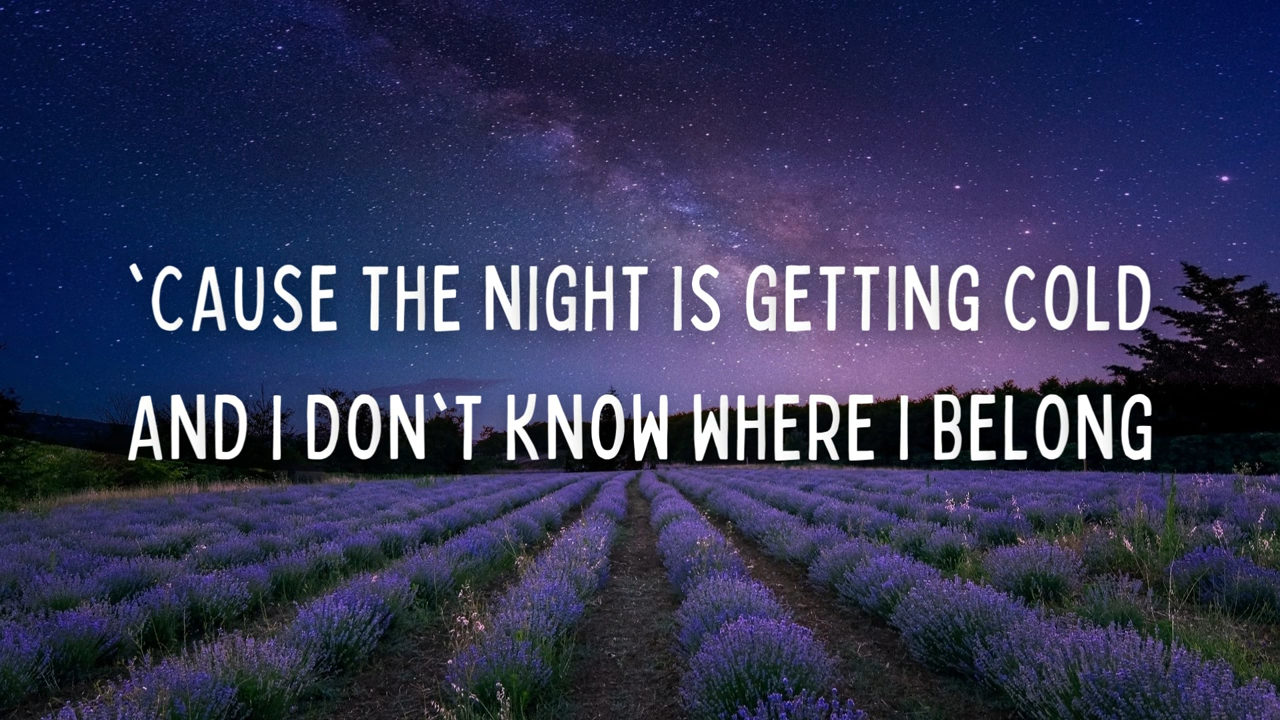 `CAUSE THE NIGHT IS GETTING COLD
AND I DON`T KNOW WHERE I BELONG